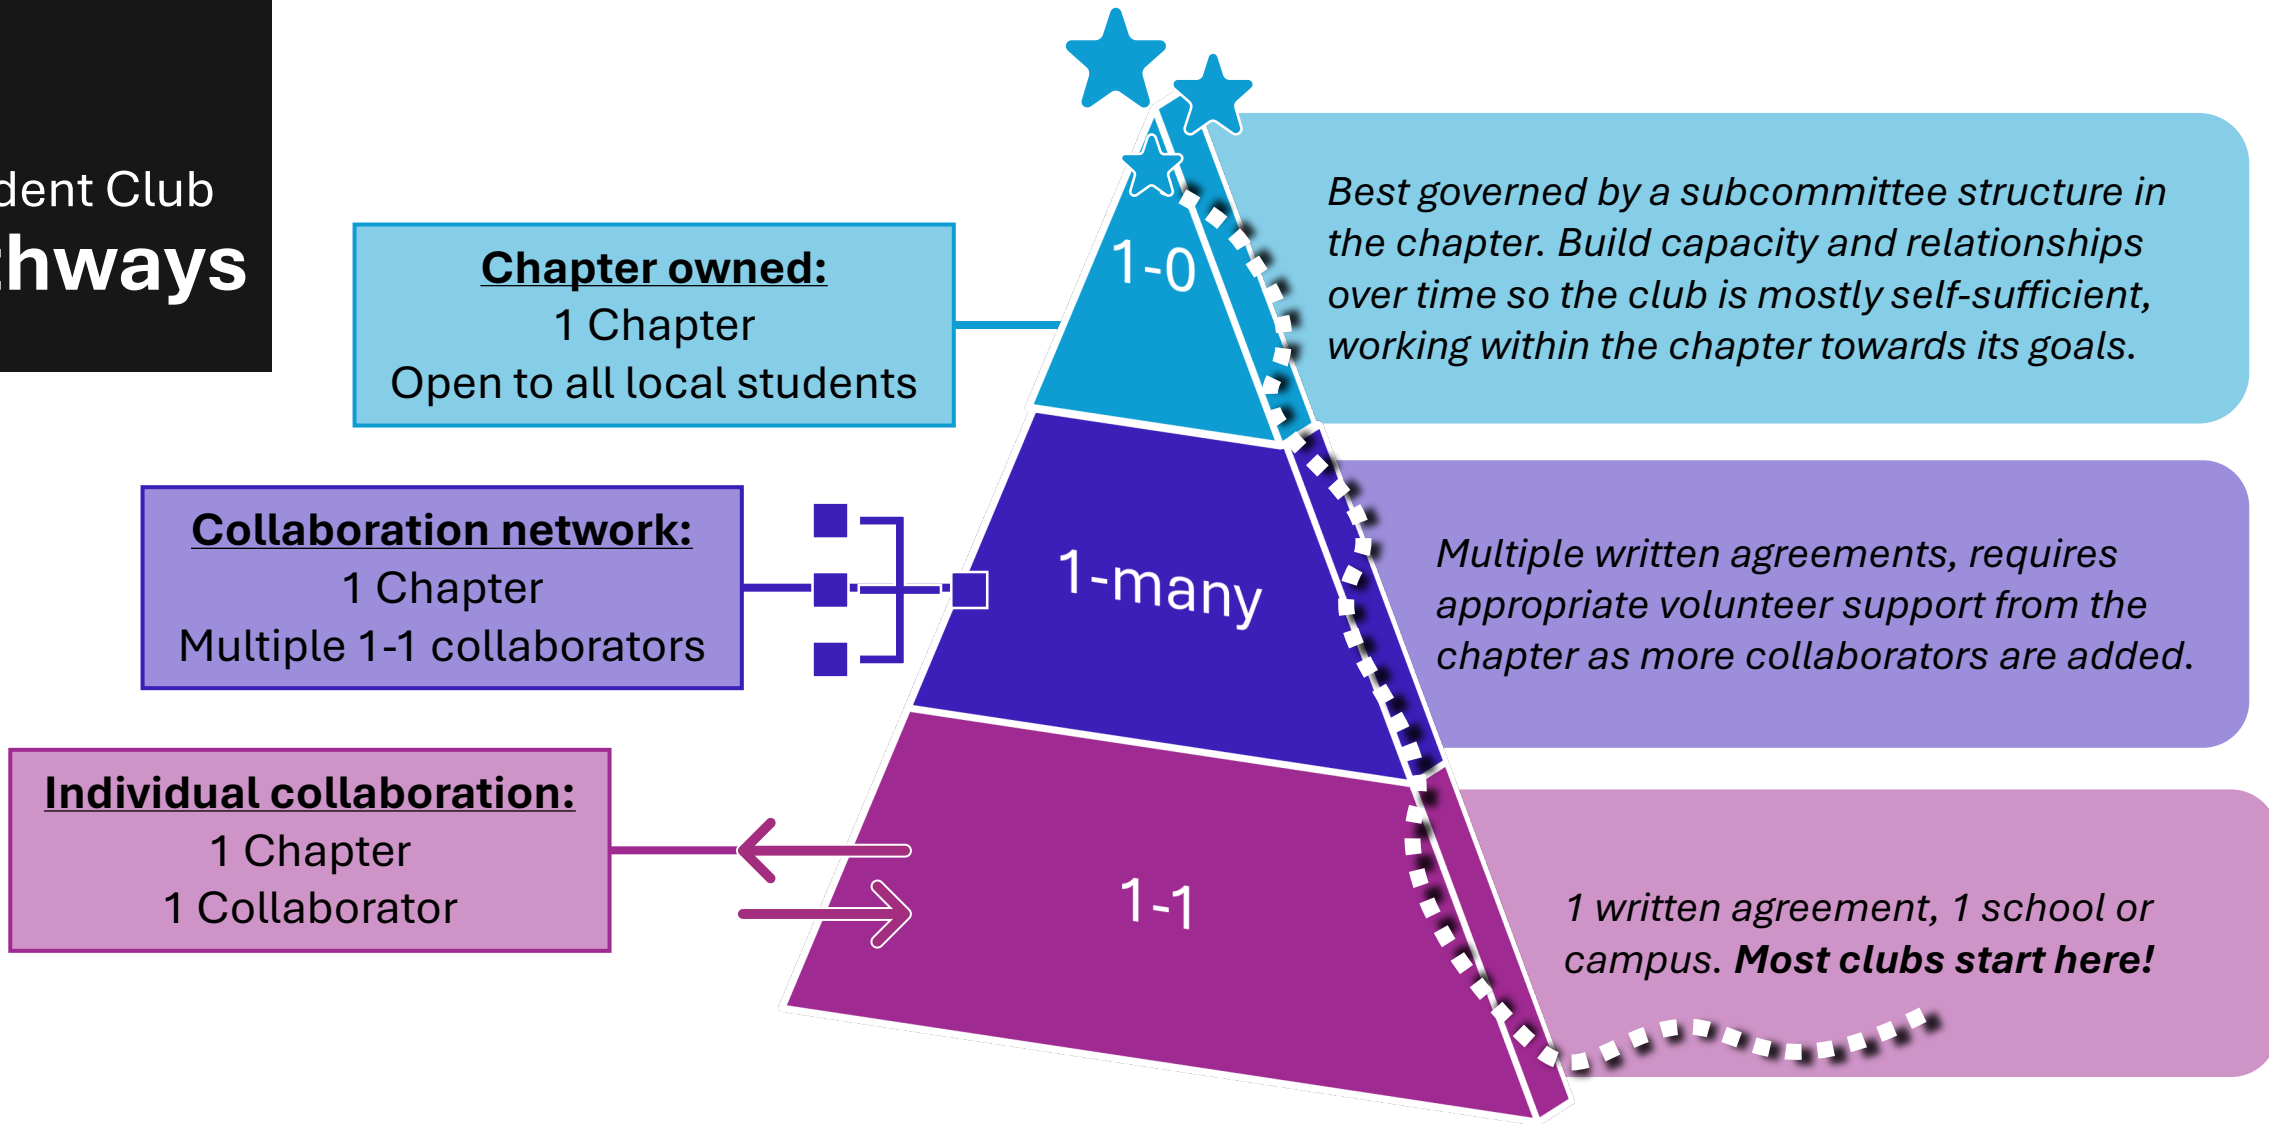 dent Club
thways
Chapter owned:
1 Chapter
Open to all local students
1-0
Best governed by a subcommittee structure in
the chapter. Build capacity and relationships
over time so the club is mostly self-sufficient,
working within the chapter towards its goals.
Collaboration network:
1 Chapter
Multiple 1-1 collaborators
1-many
Multiple written agreements, requires
appropriate volunteer support from the
chapter as more collaborators are added.
Individual collaboration:
1 Chapter
1 Collaborator
1-1
1 written agreement, 1 school or
campus. Most clubs start here!